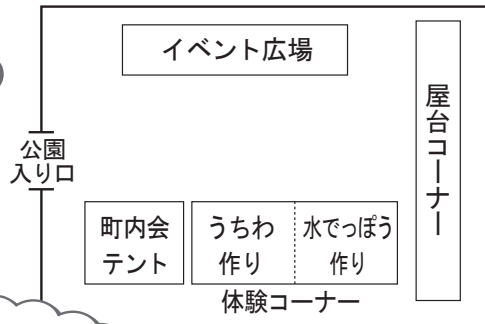 イベント広場
屋台コーナー
公園
入り口
町内会
テント
うちわ
作り
水でっぽう
作り
体験コーナー